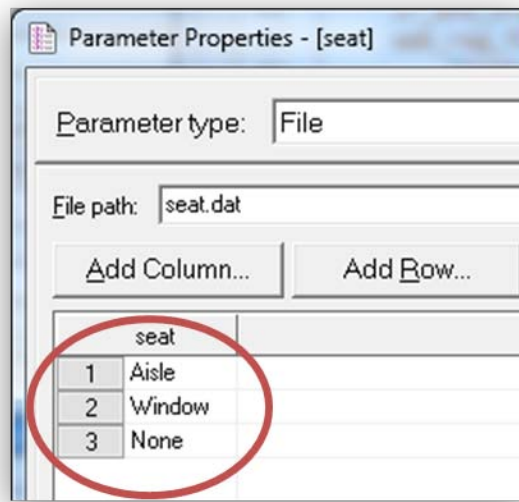 Parameter Properties - [seat]
Parameter type: File
File path: seat.dat
Add Column... Add Row...
seat
1 Aisle
2 Window
3 None